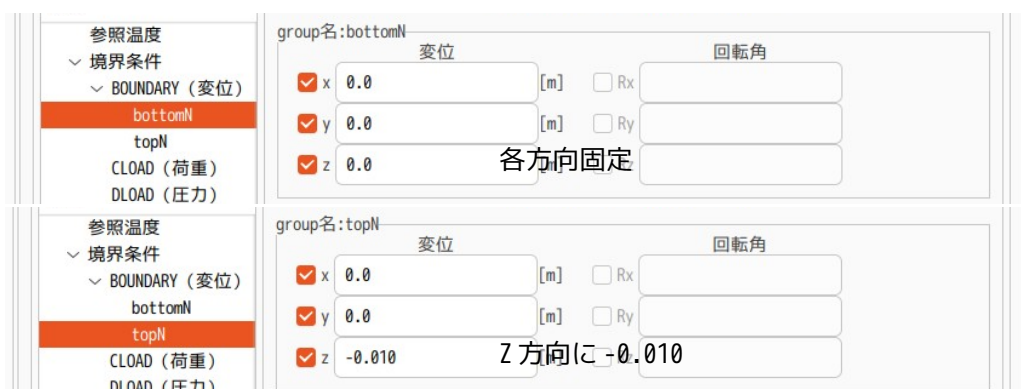 参照温度
境界条件
BOUNDARY (変位)
bottomN
topN
CLOAD (荷重)
DLOAD (圧力)
group名:bottomN
変位 回転角
x 0.0 [m] Rx
y 0.0 [m] Ry
z 0.0
各方向固定
参照温度
境界条件
BOUNDARY (変位)
bottomN
topN
CLOAD (荷重)
DLOAD (圧力)
group名:topN
変位 回転角
x 0.0 [m] Rx
y 0.0 [m] Ry
z -0.010
Z方向に -0.010